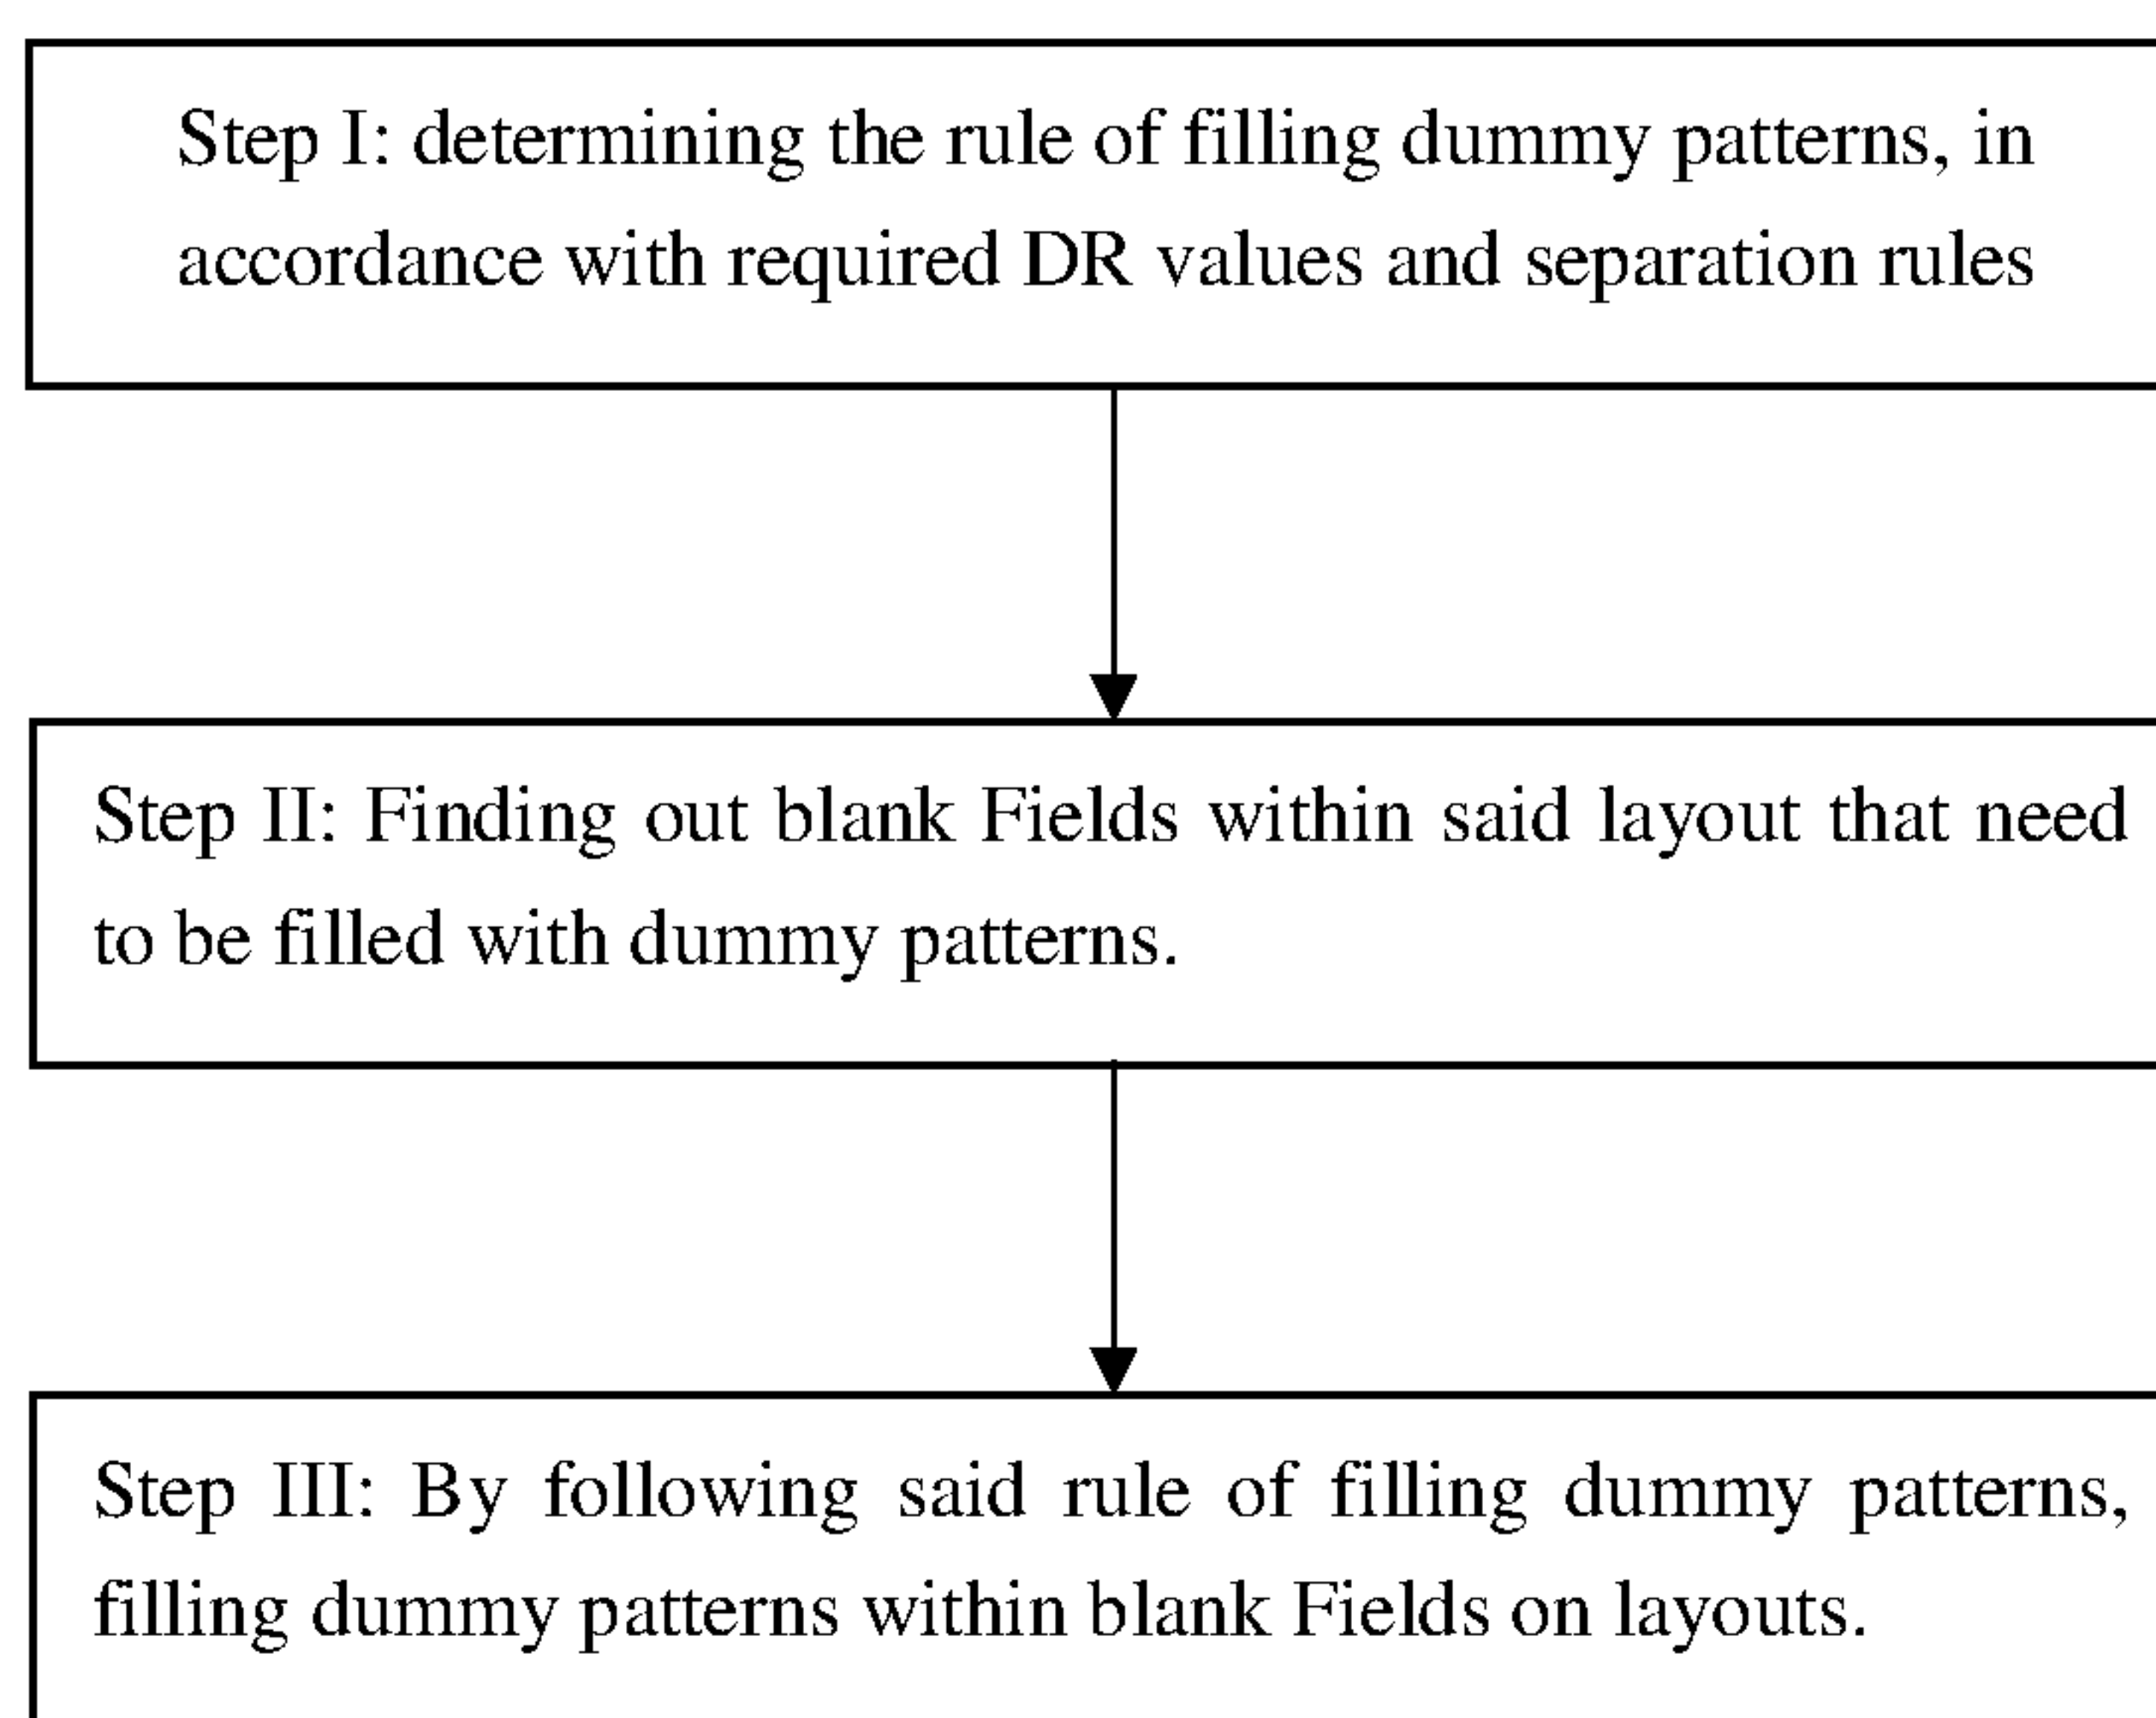 Step I: determining the rule of filling dummy patterns, in
accordance with required DR values and separation rules
Step II: Finding out blank Fields within said layout that need
to be filled with dummy patterns.
Step III: By following said rule of filling dummy patterns,
filling dummy patterns within blank Fields on layouts.